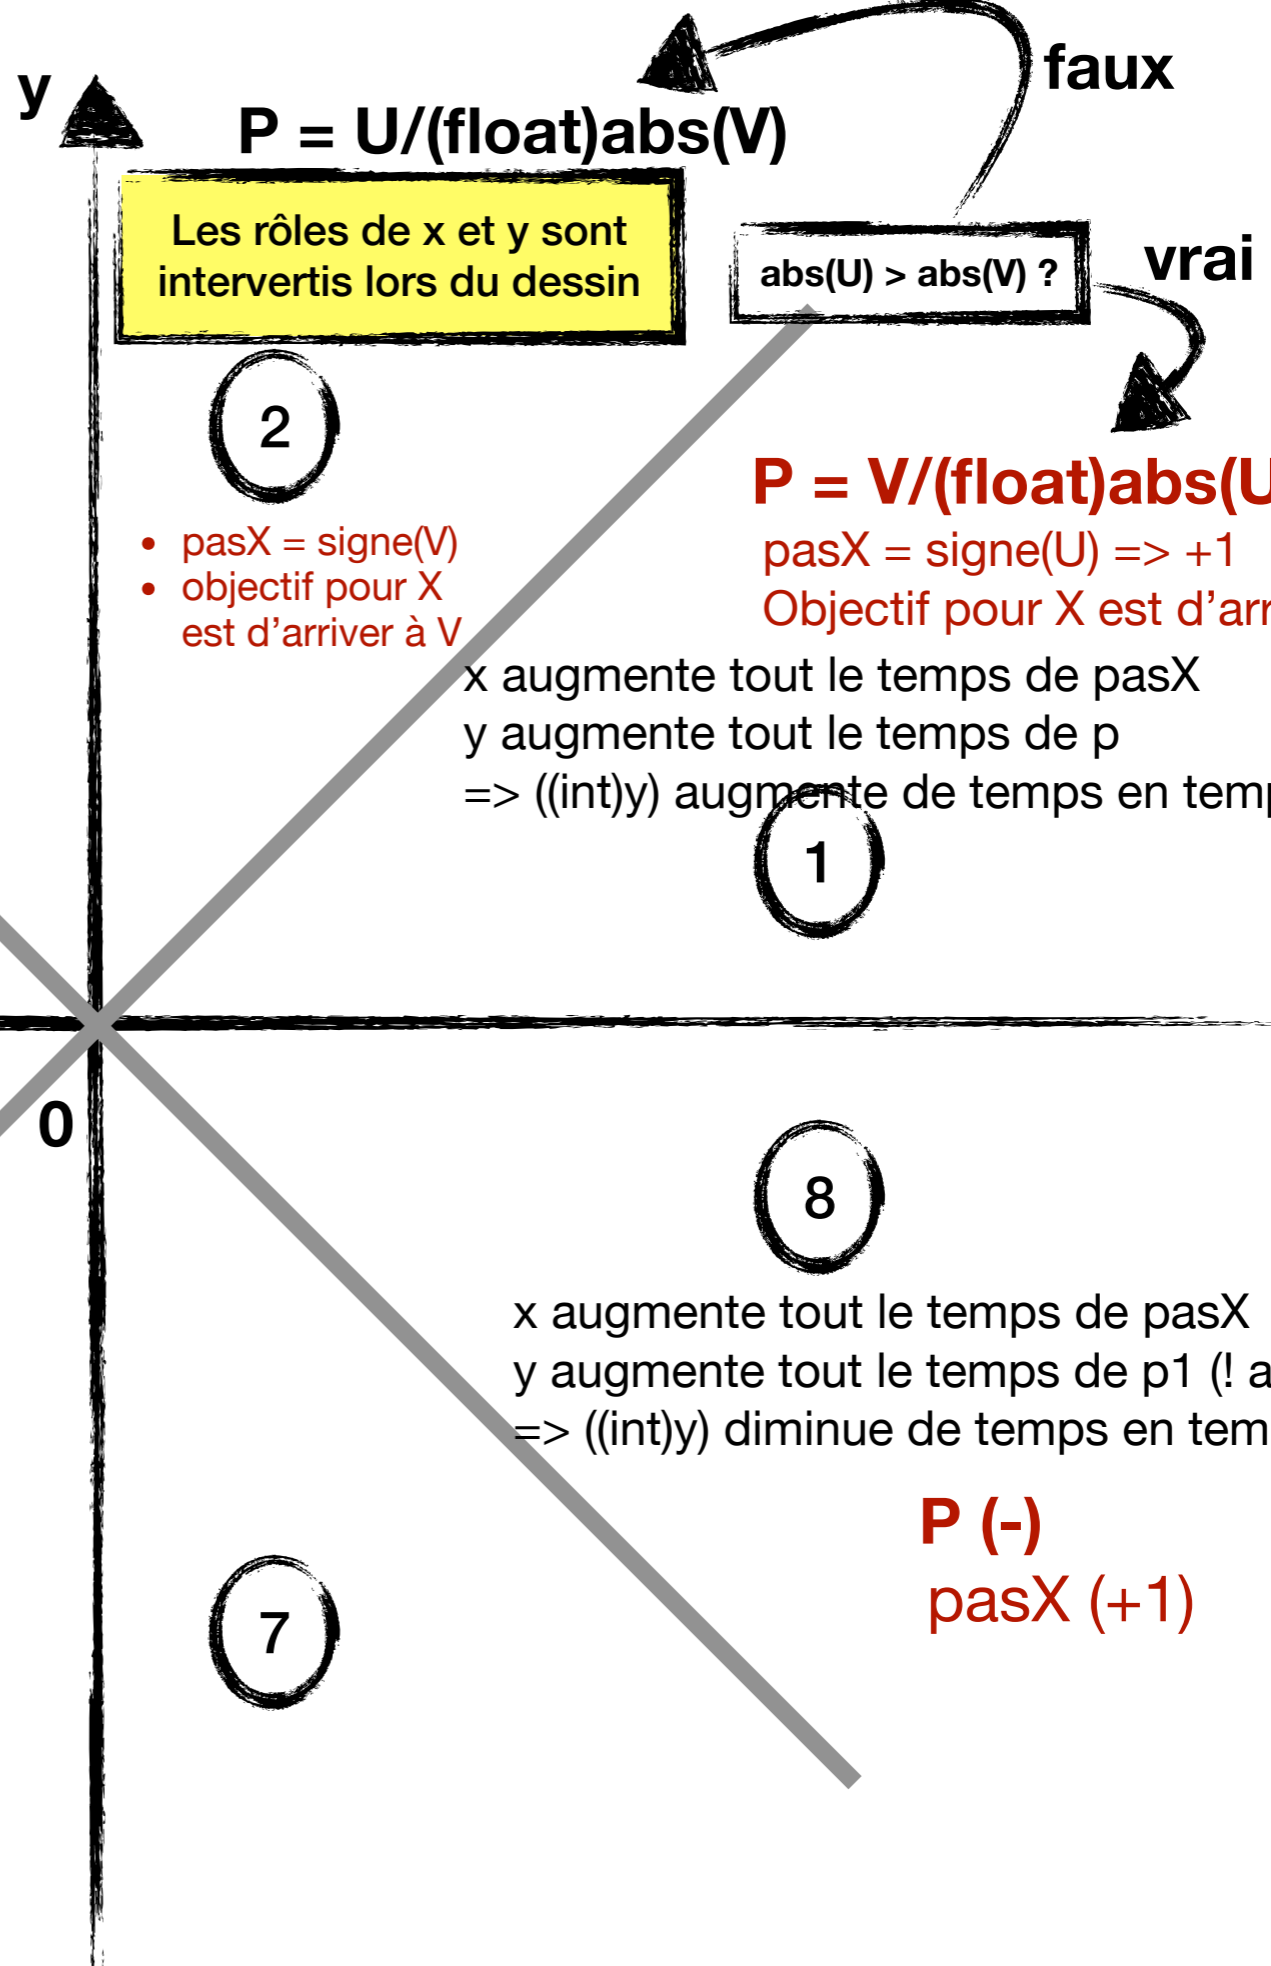 faux
y
P = U/(float)abs(V)
Les rôles de x et y sont
intervertis lors du dessin
abs(U) > abs(V) ?
vrai
2
P = V/(float)abs(U
• pasX = signe(V)
• objectif pour X
est d'arriver à V
pasX = signe(U) => +1
Objectif pour X est d'arr
x augmente tout le temps de pasX
y augmente tout le temps de p
=> ((int)y) augmente de temps en temp
1
0
8
x augmente tout le temps de pasX
y augmente tout le temps de p1 (! a
=> ((int)y) diminue de temps en tem
P (-)
pasX (+1)
7